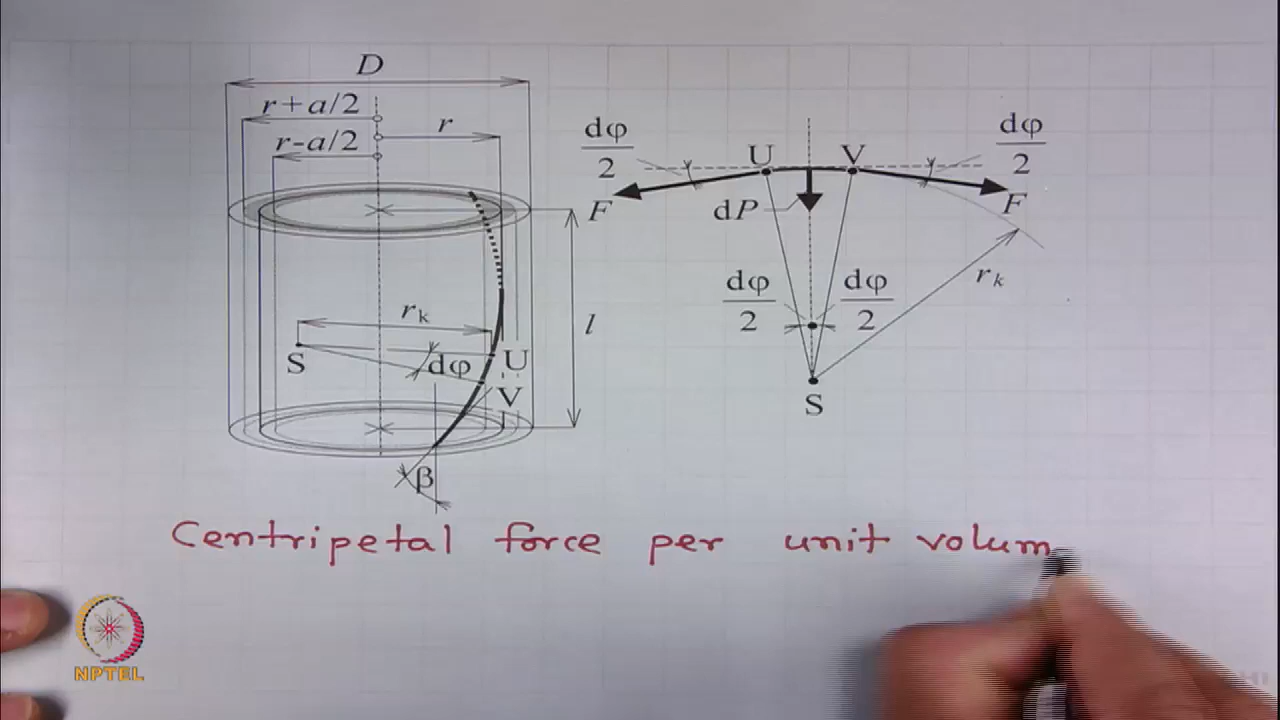 D
r+a/2
r-a/2
r
l
r_k
S
dφ
U
V
β
dφ/2
U V
dφ/2
F
dP
F
dφ/2
dφ/2
r_k
S
Centripetal force per unit volum
NPTEL